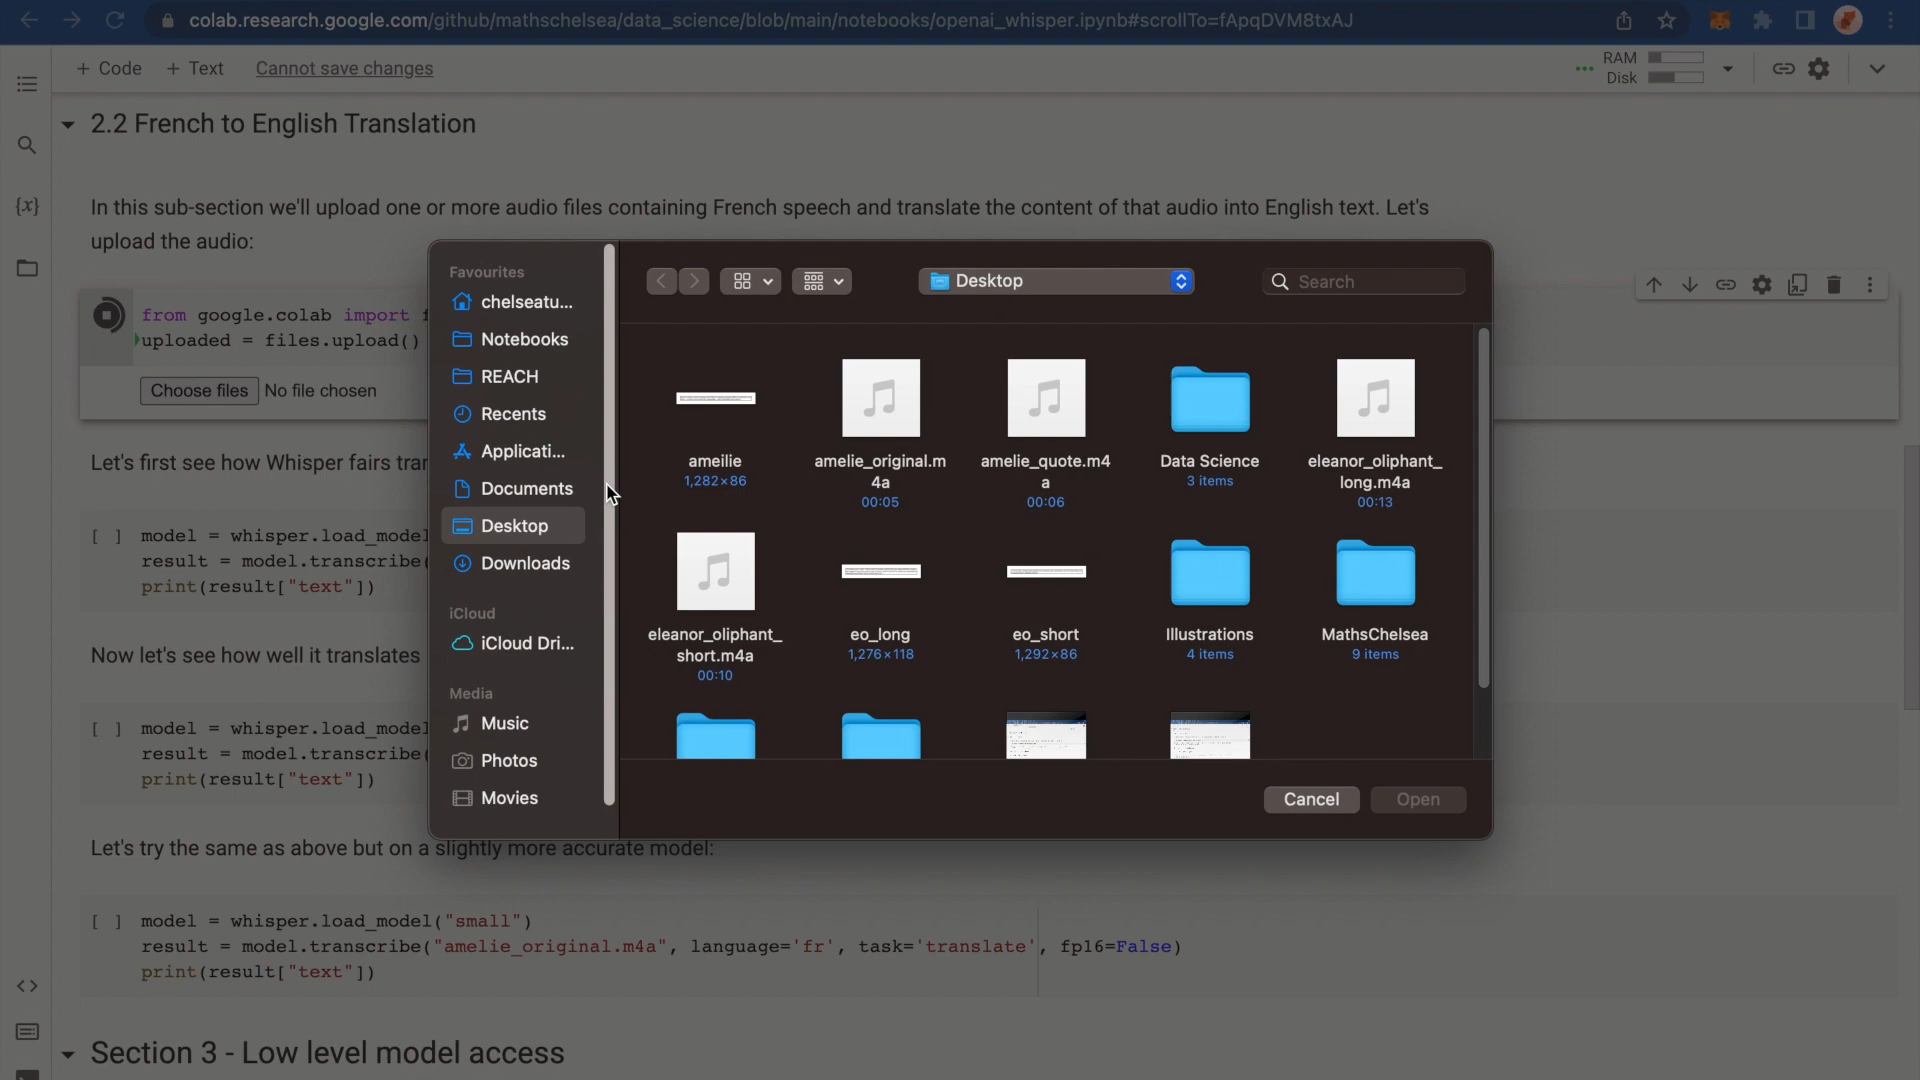 colab.research.google.com/github/mathschelsea/data_science/blob/main/notebooks/openai_whisper.ipynb#scrollTo=fApqDVM8txAJ
+ Code + Text Cannot save changes
RAM
Disk
2.2 French to English Translation
In this sub-section we'll upload one or more audio files containing French speech and translate the content of that audio into English text. Let's
upload the audio:
from google.colab import f
uploaded = files.upload()
Choose files No file chosen
Let's first see how Whisper fairs tran
[ ] model = whisper.load_model
result = model.transcribe(
print(result["text"])
Now let's see how well it translates
[ ] model = whisper.load_model
result = model.transcribe(
print(result["text"])
Let's try the same as above but on a slightly more accurate model:
[ ] model = whisper.load_model("small")
result = model.transcribe("amelie_original.m4a", language='fr', task='translate', fp16=False)
print(result["text"])
Section 3 - Low level model access
Favourites
chelseatu...
Notebooks
REACH
Recents
Applicati...
Documents
Desktop
Downloads
iCloud
iCloud Dri...
Media
Music
Photos
Movies
Desktop
Search
ameilie
1,282×86
amelie_original.m
4a
00:05
amelie_quote.m4
a
00:06
Data Science
3 items
eleanor_oliphant_
long.m4a
00:13
eleanor_oliphant_
short.m4a
00:10
eo_long
1,276×118
eo_short
1,292×86
Illustrations
4 items
MathsChelsea
9 items
Cancel
Open